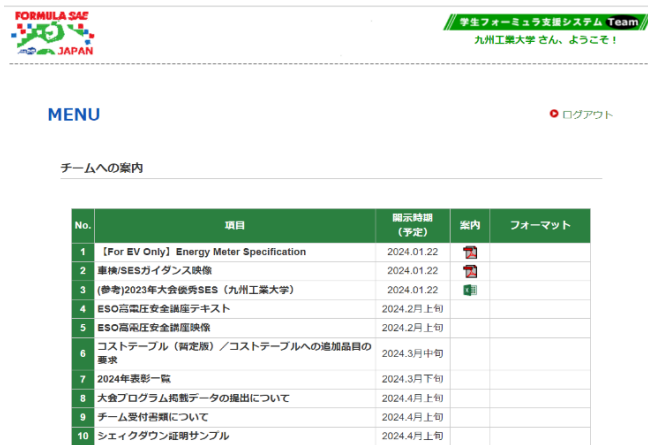 FORMULA SAE
JAPAN
学生フォーミュラ支援システム Team
九州工業大学 さん、ようこそ！
MENU
ログアウト
チームへの案内
No. 項目 開示時期（予定） 案内 フォーマット
1 【For EV Only】Energy Meter Specification 2024.01.22
2 車検/SESガイダンス映像 2024.01.22
3 (参考)2023年大会優秀SES（九州工業大学） 2024.01.22
4 ESO高電圧安全講座テキスト 2024.2月上旬
5 ESO高電圧安全講座映像 2024.2月上旬
6 コストテーブル（暫定版）／コストテーブルへの追加品目の要求 2024.3月中旬
7 2024年表彰一覧 2024.3月下旬
8 大会プログラム掲載データの提出について 2024.4月上旬
9 チーム受付書類について 2024.4月上旬
10 シェィクダウン証明サンプル 2024.4月上旬